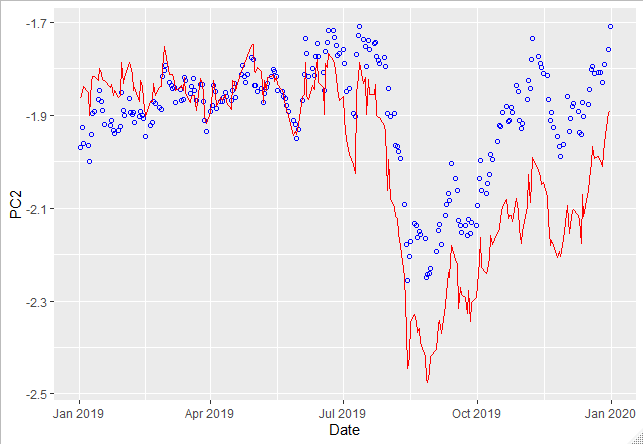 -1.7
-1.9
-2.1
-2.3
-2.5
PC2
Jan 2019
Apr 2019
Jul 2019
Oct 2019
Jan 2020
Date